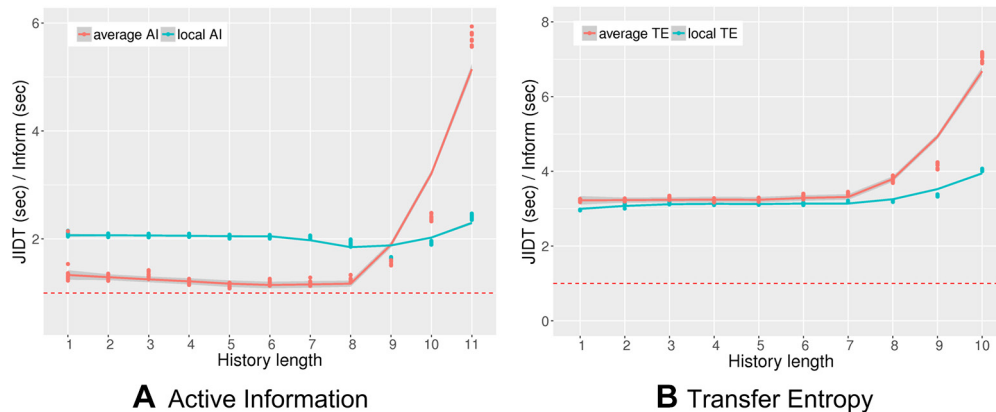 average AI local AI
JIDT (sec) / Inform (sec)
6
4
2
1 2 3 4 5 6 7 8 9 10 11
History length
A Active Information
average TE local TE
JIDT (sec) / Inform (sec)
8
6
4
2
0
1 2 3 4 5 6 7 8 9 10
History length
B Transfer Entropy